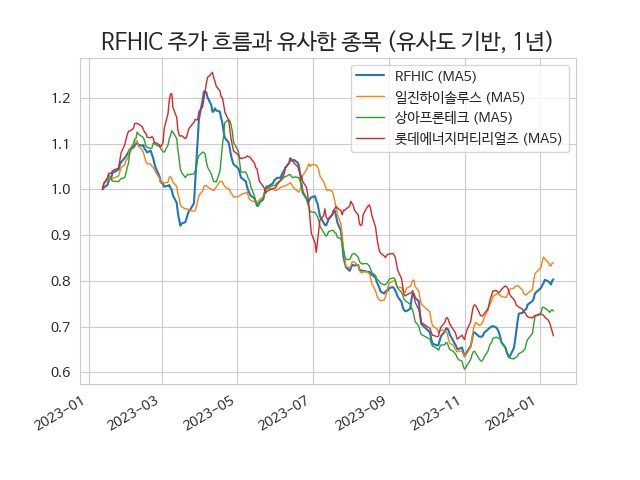 RFHIC 주가 흐름과 유사한 종목 (유사도 기반, 1년)
RFHIC (MA5)
일진하이솔루스 (MA5)
상아프론테크 (MA5)
롯데에너지머티리얼즈 (MA5)
1.2
1.1
1.0
0.9
0.8
0.7
0.6
2023-01
2023-03
2023-05
2023-07
2023-09
2023-11
2024-01